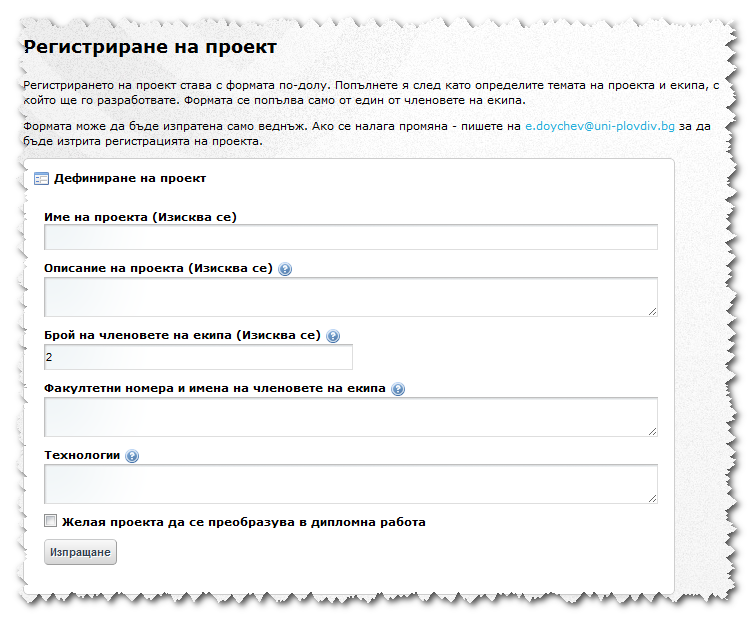 Регистриране на проект
Регистрирането на проект става с формата по-долу. Попълнете я след като определите темата на проекта и екипа, с
който ще го разработвате. Формата се попълва само от един от членовете на екипа.
Формата може да бъде изпратена само веднъж. Ако се налага промяна - пишете на e.doychev@uni-plovdiv.bg за да
бъде изтрита регистрацията на проекта.
Дефиниране на проект
Име на проекта (Изисква се)
Описание на проекта (Изисква се)
Брой на членовете на екипа (Изисква се)
2
Факултетни номера и имена на членовете на екипа
Технологии
Желая проекта да се преобразува в дипломна работа
Изпращане